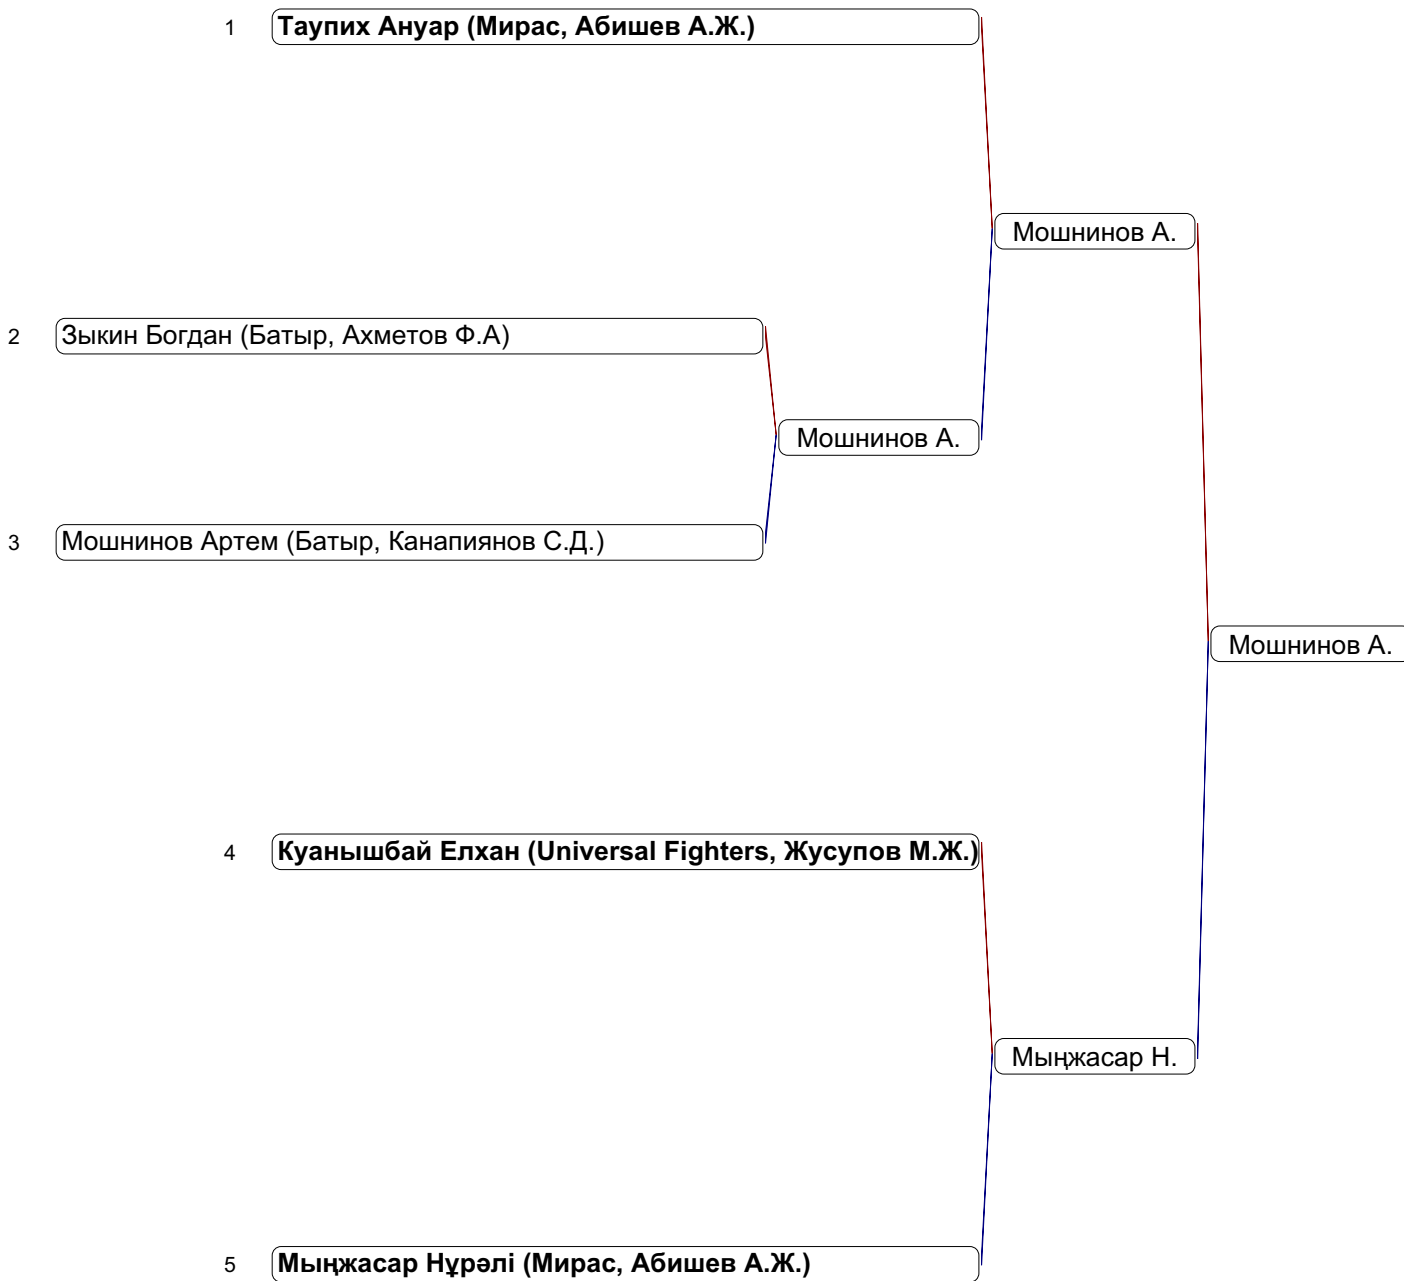 1 Таупих Ануар (Мирас, Абишев А.Ж.)
Мошнинов А.
2 Зыкин Богдан (Батыр, Ахметов Ф.А)
Мошнинов А.
3 Мошнинов Артем (Батыр, Канапиянов С.Д.)
Мошнинов А.
4 Куанышбай Елхан (Universal Fighters, Жусупов М.Ж.)
Мыңжасар Н.
5 Мыңжасар Нұрәлі (Мирас, Абишев А.Ж.)